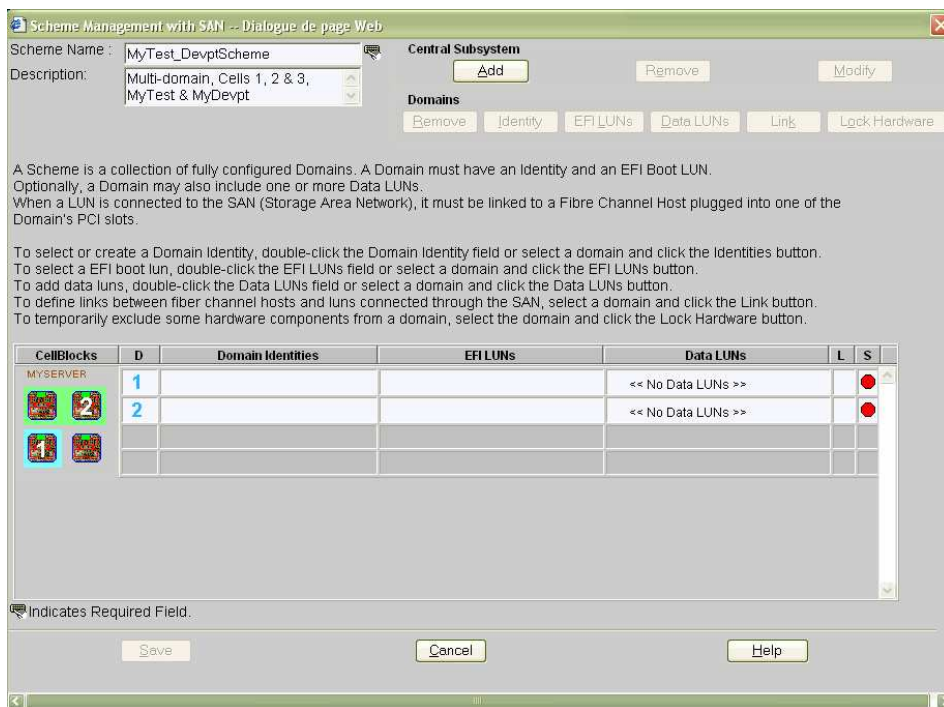 Scheme Management with SAN -- Dialogue de page Web
Scheme Name :
MyTest_DevptScheme
Description:
Multi-domain, Cells 1, 2 & 3,
MyTest & MyDevpt
Central Subsystem
Add
Remove
Modify
Domains
Remove
Identity
EFI LUNs
Data LUNs
Link
Lock Hardware
A Scheme is a collection of fully configured Domains. A Domain must have an Identity and an EFI Boot LUN.
Optionally, a Domain may also include one or more Data LUNs.
When a LUN is connected to the SAN (Storage Area Network), it must be linked to a Fibre Channel Host plugged into one of the
Domain's PCI slots.
To select or create a Domain Identity, double-click the Domain Identity field or select a domain and click the Identities button.
To select a EFI boot lun, double-click the EFI LUNs field or select a domain and click the EFI LUNs button.
To add data luns, double-click the Data LUNs field or select a domain and click the Data LUNs button.
To define links between fiber channel hosts and luns connected through the SAN, select a domain and click the Link button.
To temporarily exclude some hardware components from a domain, select the domain and click the Lock Hardware button.
CellBlocks D Domain Identities EFI LUNs Data LUNs L S
MYSERVER
1 << No Data LUNs >>
2
2 << No Data LUNs >>
1
Indicates Required Field.
Save
Cancel
Help